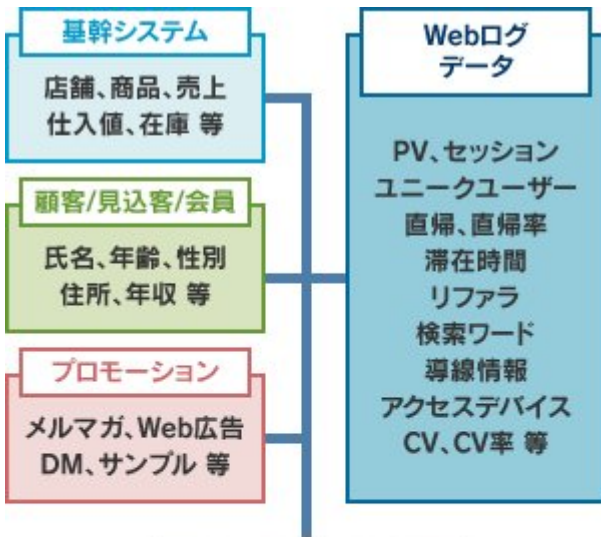 基幹システム
店舗、商品、売上
仕入値、在庫 等
顧客/見込客/会員
氏名、年齢、性別
住所、年収 等
プロモーション
メルマガ、Web広告
DM、サンプル 等
Webログ
データ
PV、セッション
ユニークユーザー
直帰、直帰率
滞在時間
リファラ
検索ワード
導線情報
アクセスデバイス
CV、CV率 等